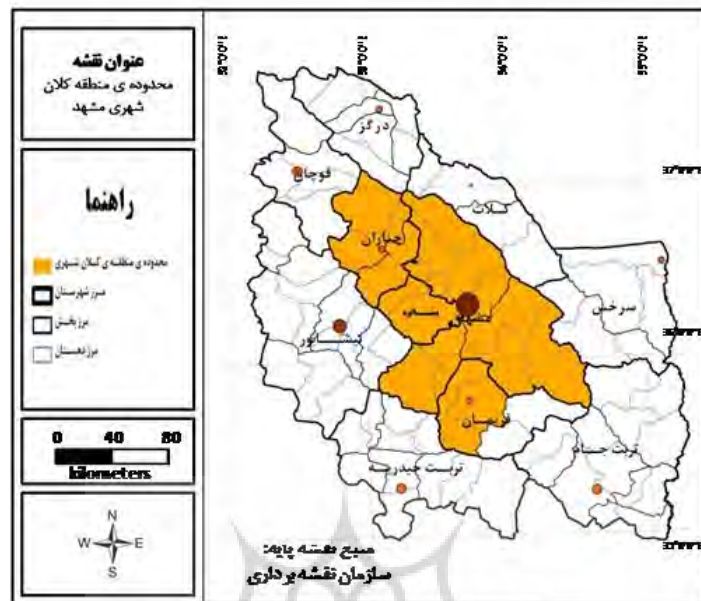 عنوان نقشه
محدوده ی منطقه کلان
شهری مشهد
راهنما
محدوده ی منطقه ی کلان شهری
مرز شهرستان
مرز بخش
مرز دهستان
0 40 80
kilometers
N
W E
S
درگز
قوچان
کلات
چناران
سرخس
مشهد
نیشابور
فریمان
تربت جام
تربت حیدریه
منبع نقشه پایه:
سازمان نقشه برداری